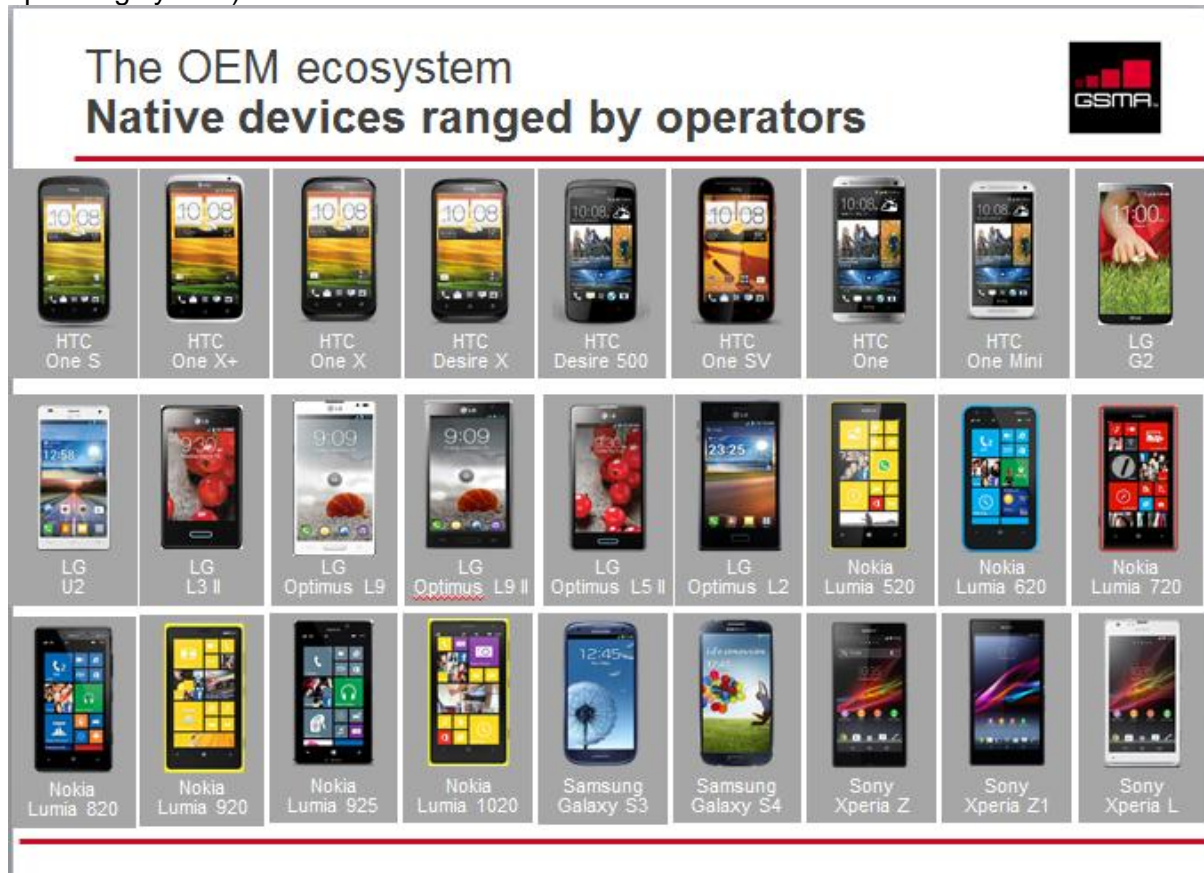 The OEM ecosystem
Native devices ranged by operators
GSMA
HTC
One S
HTC
One X+
HTC
One X
HTC
Desire X
HTC
Desire 500
HTC
One SV
HTC
One
HTC
One Mini
LG
G2
LG
U2
LG
L3 II
LG
Optimus L9
LG
Optimus L9 II
LG
Optimus L5 II
LG
Optimus L2
Nokia
Lumia 520
Nokia
Lumia 620
Nokia
Lumia 720
Nokia
Lumia 820
Nokia
Lumia 920
Nokia
Lumia 925
Nokia
Lumia 1020
Samsung
Galaxy S3
Samsung
Galaxy S4
Sony
Xperia Z
Sony
Xperia Z1
Sony
Xperia L